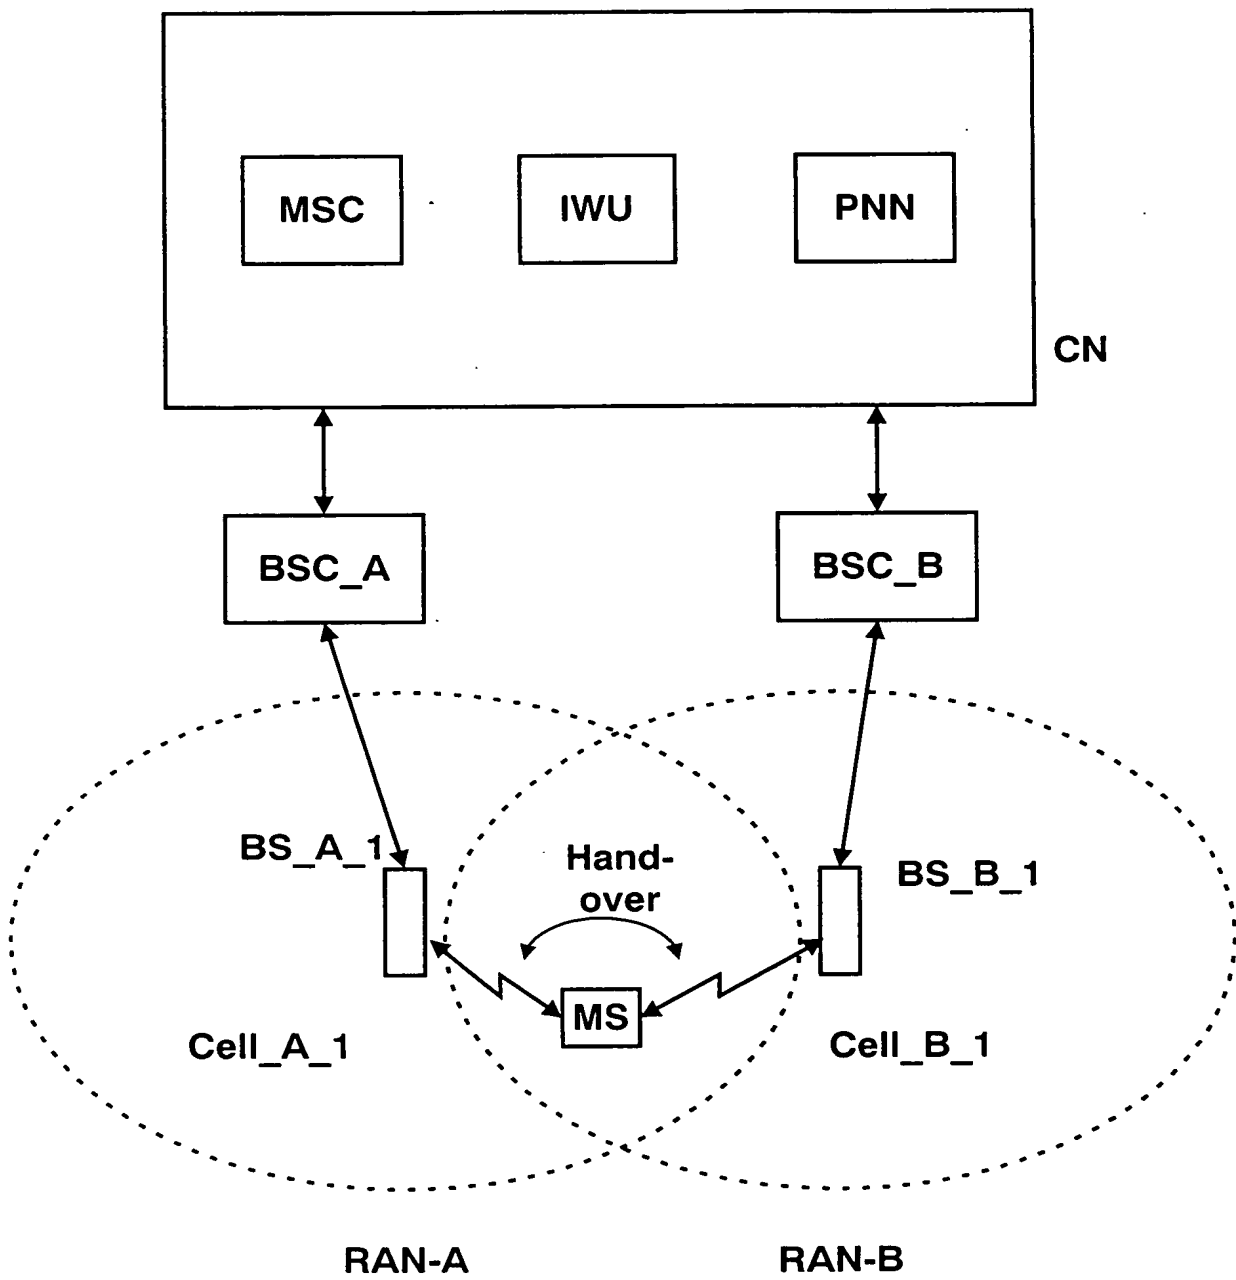 MSC
IWU
PNN
CN
BSC_A
BSC_B
BS_A_1
Hand-
over
BS_B_1
MS
Cell_A_1
Cell_B_1
RAN-A
RAN-B